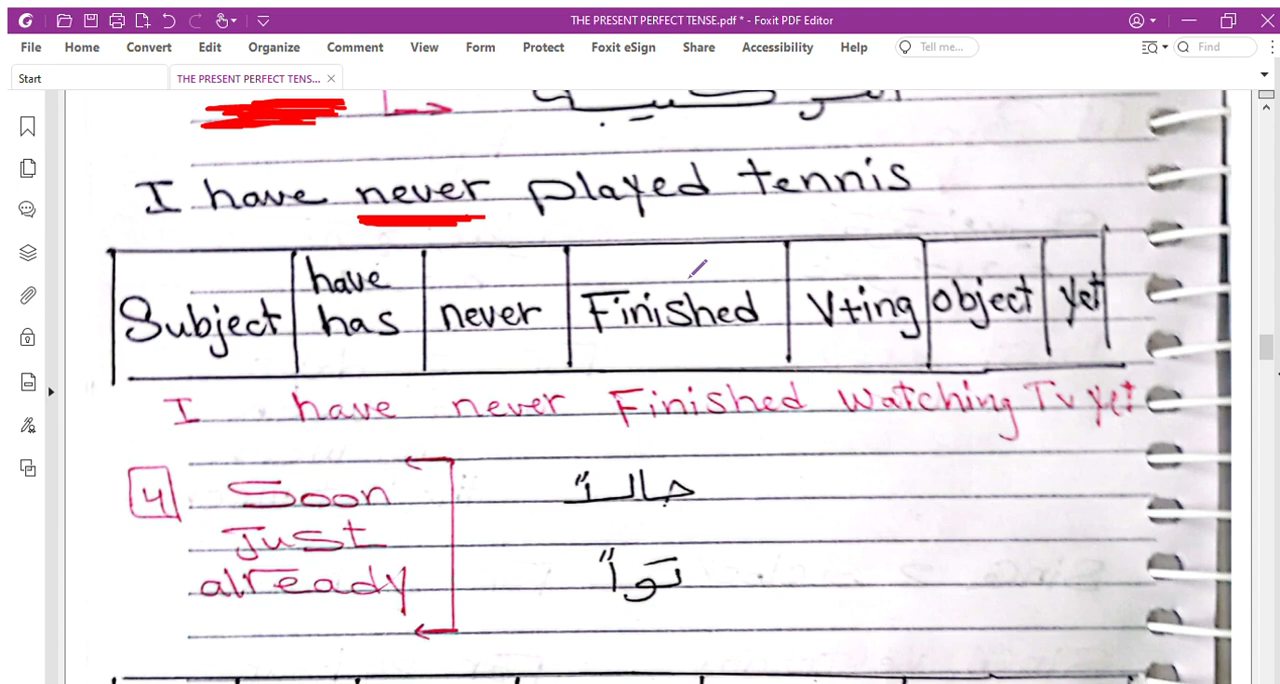 THE PRESENT PERFECT TENSE.pdf * - Foxit PDF Editor
File Home Convert Edit Organize Comment View Form Protect Foxit eSign Share Accessibility Help Tell me... Find
Start THE PRESENT PERFECT TENS...
I have never played tennis
Subject have has never Finished V+ing object yet
I have never Finished watching Tv yet
4 Soon حالاً
Just
already تواً